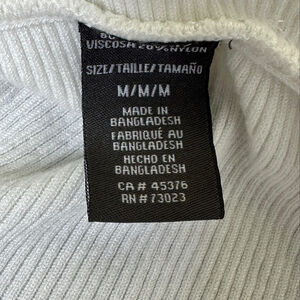 VISCOSA 20% NYLON
SIZE/TAILLE/TAMAÑO
M/M/M
MADE IN
BANGLADESH
FABRIQUÉ AU
BANGLADESH
HECHO EN
BANGLADESH
CA # 45376
RN # 73023